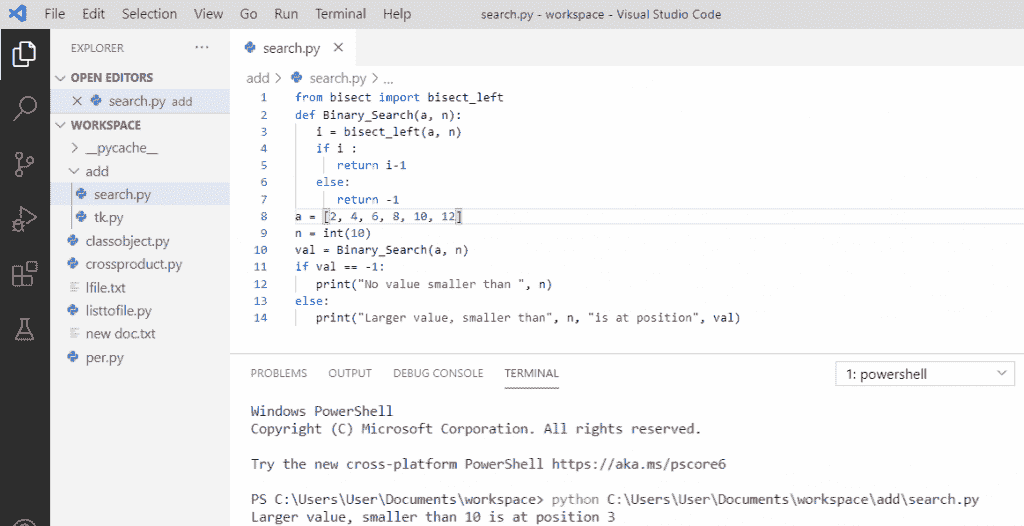 File Edit Selection View Go Run Terminal Help search.py - workspace - Visual Studio Code
EXPLORER ...
OPEN EDITORS
search.py add
WORKSPACE
__pycache__
add
search.py
tk.py
classobject.py
crossproduct.py
lfile.txt
listtofile.py
new doc.txt
per.py
search.py
add > search.py > ...
1 from bisect import bisect_left
2 def Binary_Search(a, n):
3 i = bisect_left(a, n)
4 if i :
5 return i-1
6 else:
7 return -1
8 a = [2, 4, 6, 8, 10, 12]
9 n = int(10)
10 val = Binary_Search(a, n)
11 if val == -1:
12 print("No value smaller than ", n)
13 else:
14 print("Larger value, smaller than", n, "is at position", val)
PROBLEMS OUTPUT DEBUG CONSOLE TERMINAL 1: powershell
Windows PowerShell
Copyright (C) Microsoft Corporation. All rights reserved.
Try the new cross-platform PowerShell https://aka.ms/pscore6
PS C:\Users\User\Documents\workspace> python C:\Users\User\Documents\workspace\add\search.py
Larger value, smaller than 10 is at position 3